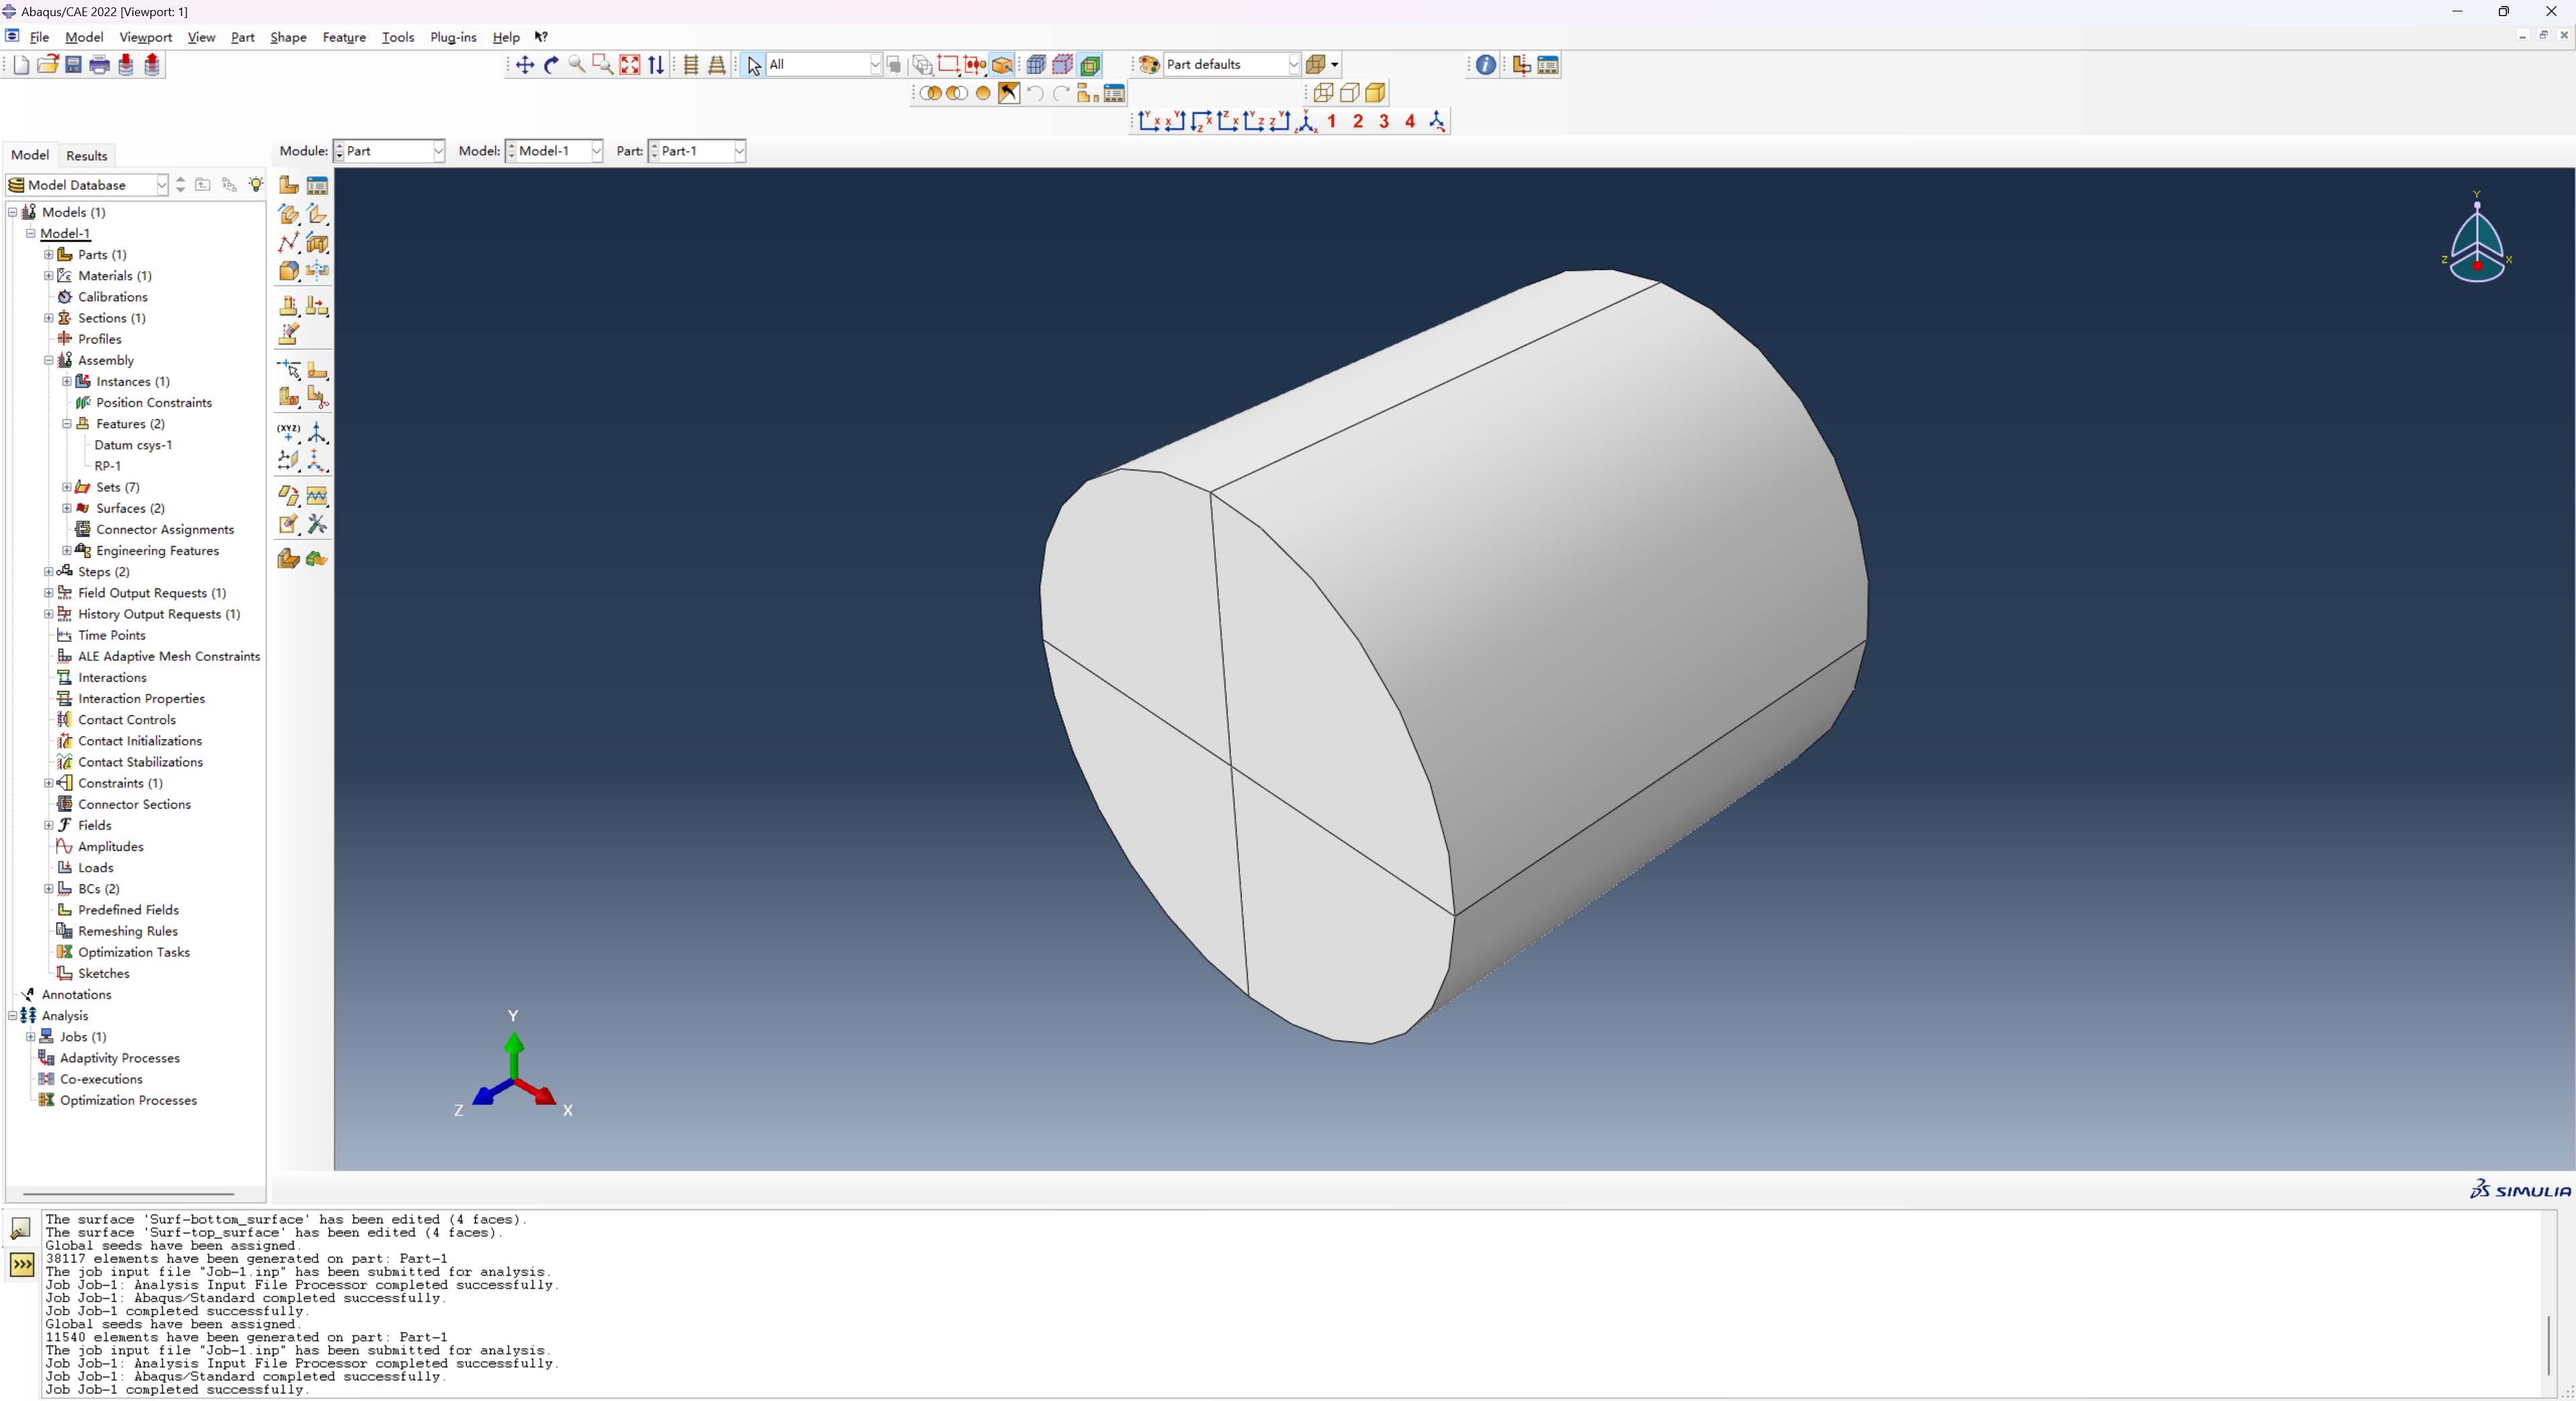 Abaqus/CAE 2022 [Viewport: 1]
File Model Viewport View Part Shape Feature Tools Plug-ins Help
All
Part defaults
1 2 3 4
Model Results
Module: Part Model: Model-1 Part: Part-1
Model Database
Models (1)
Model-1
Parts (1)
Materials (1)
Calibrations
Sections (1)
Profiles
Assembly
Instances (1)
Position Constraints
Features (2)
Datum csys-1
RP-1
Sets (7)
Surfaces (2)
Connector Assignments
Engineering Features
Steps (2)
Field Output Requests (1)
History Output Requests (1)
Time Points
ALE Adaptive Mesh Constraints
Interactions
Interaction Properties
Contact Controls
Contact Initializations
Contact Stabilizations
Constraints (1)
Connector Sections
Fields
Amplitudes
Loads
BCs (2)
Predefined Fields
Remeshing Rules
Optimization Tasks
Sketches
Annotations
Analysis
Jobs (1)
Adaptivity Processes
Co-executions
Optimization Processes
(XYZ)
Y
Z X
Y
Z X
SIMULIA
The surface 'Surf-bottom_surface' has been edited (4 faces).
The surface 'Surf-top_surface' has been edited (4 faces).
Global seeds have been assigned.
38117 elements have been generated on part: Part-1
The job input file "Job-1.inp" has been submitted for analysis.
Job Job-1: Analysis Input File Processor completed successfully.
Job Job-1: Abaqus/Standard completed successfully.
Job Job-1 completed successfully.
Global seeds have been assigned.
11540 elements have been generated on part: Part-1
The job input file "Job-1.inp" has been submitted for analysis.
Job Job-1: Analysis Input File Processor completed successfully.
Job Job-1: Abaqus/Standard completed successfully.
Job Job-1 completed successfully.